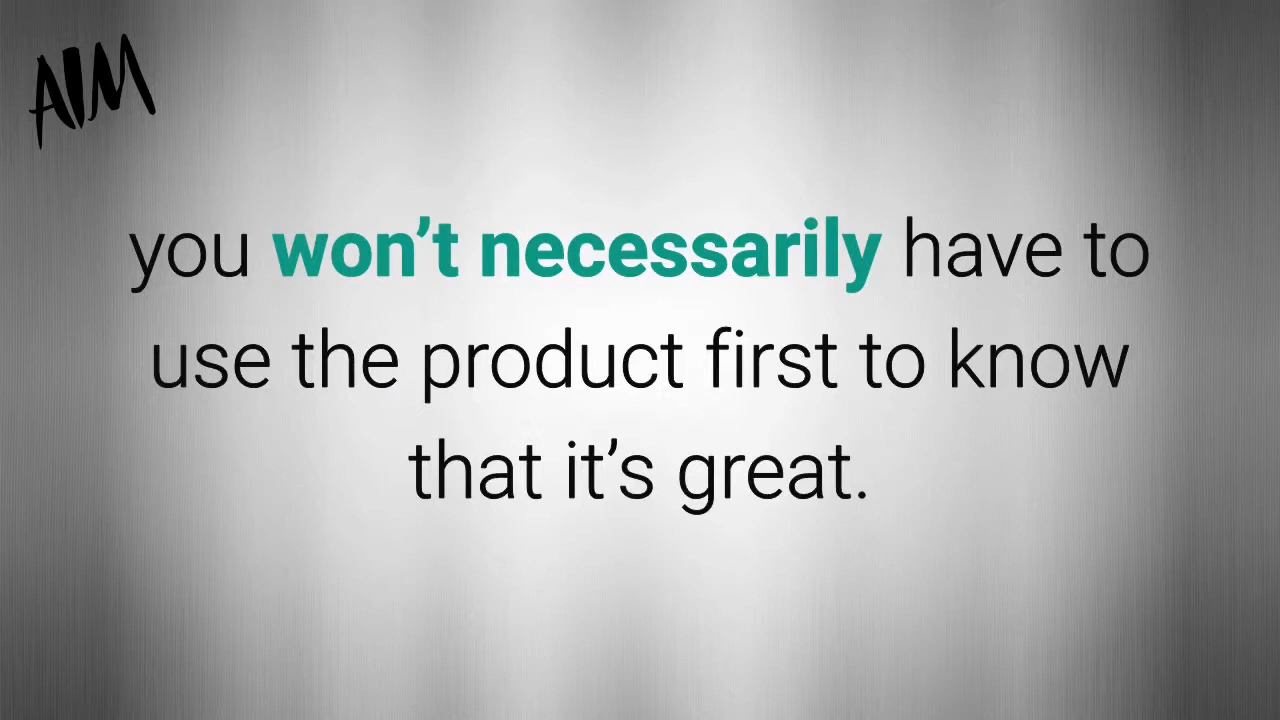 AIM
you won’t necessarily have to
use the product first to know
that it’s great.